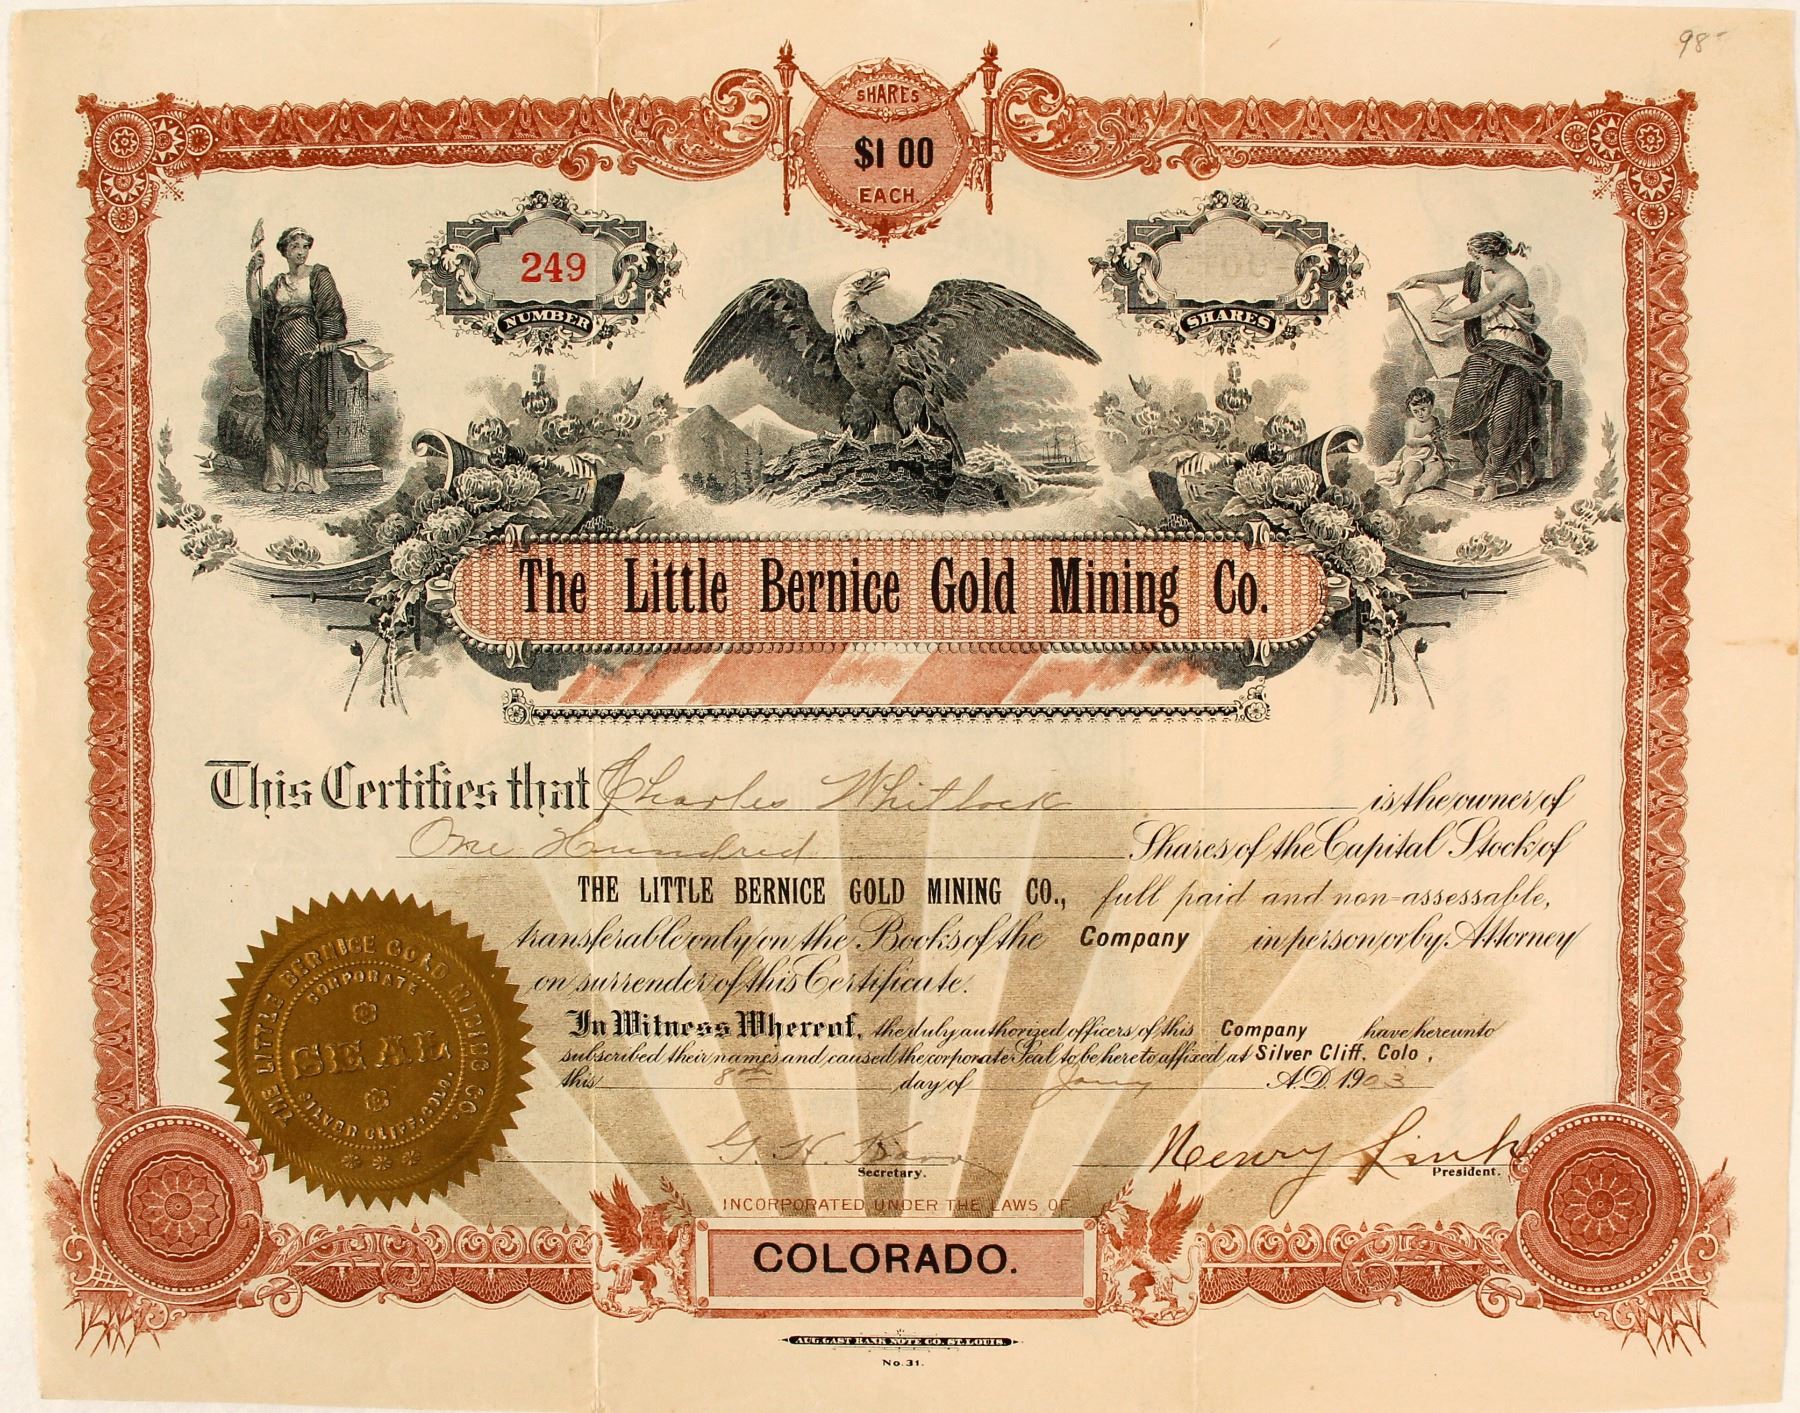 98-
SHARES
$1 00
EACH.
249
NUMBER
SHARES
1776
1876
The Little Bernice Gold Mining Co.
This Certifies that Charles Whitlock is the owner of
One Hundred Shares of the Capital Stock of
THE LITTLE BERNICE GOLD MINING CO., full paid and non-assessable,
transferable only on the Books of the Company in person or by Attorney
on surrender of this Certificate.
In Witness Whereof, the duly authorized officers of this Company have hereunto
subscribed their names and caused the corporate Seal to be hereto affixed at Silver Cliff, Colo.,
this 8th day of Jany A.D. 1903
THE LITTLE BERNICE GOLD MINING CO.
CORPORATE
SEAL
SILVER CLIFF, COLO.
G. H.
Secretary.
Henry Link
President.
INCORPORATED UNDER THE LAWS OF
COLORADO.
AUG. GAST BANK NOTE CO. ST. LOUIS.
No. 31.